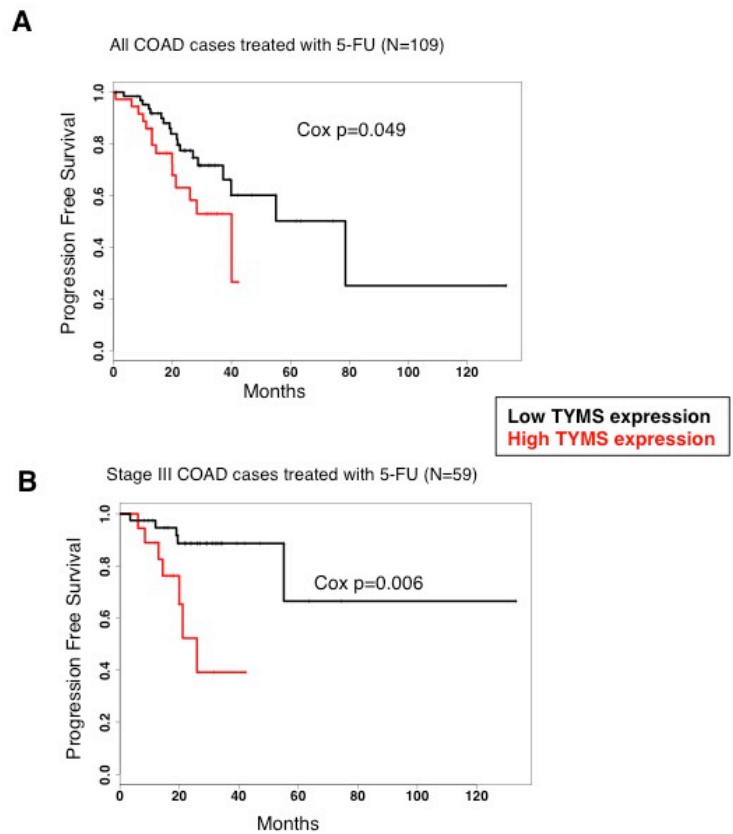 A
All COAD cases treated with 5-FU (N=109)
Progression Free Survival
1.0
0.8
0.6
0.4
0.2
0.0
Cox p=0.049
0 20 40 60 80 100 120
Months
Low TYMS expression
High TYMS expression
B
Stage III COAD cases treated with 5-FU (N=59)
Progression Free Survival
1.0
0.8
0.6
0.4
0.2
0.0
Cox p=0.006
0 20 40 60 80 100 120
Months